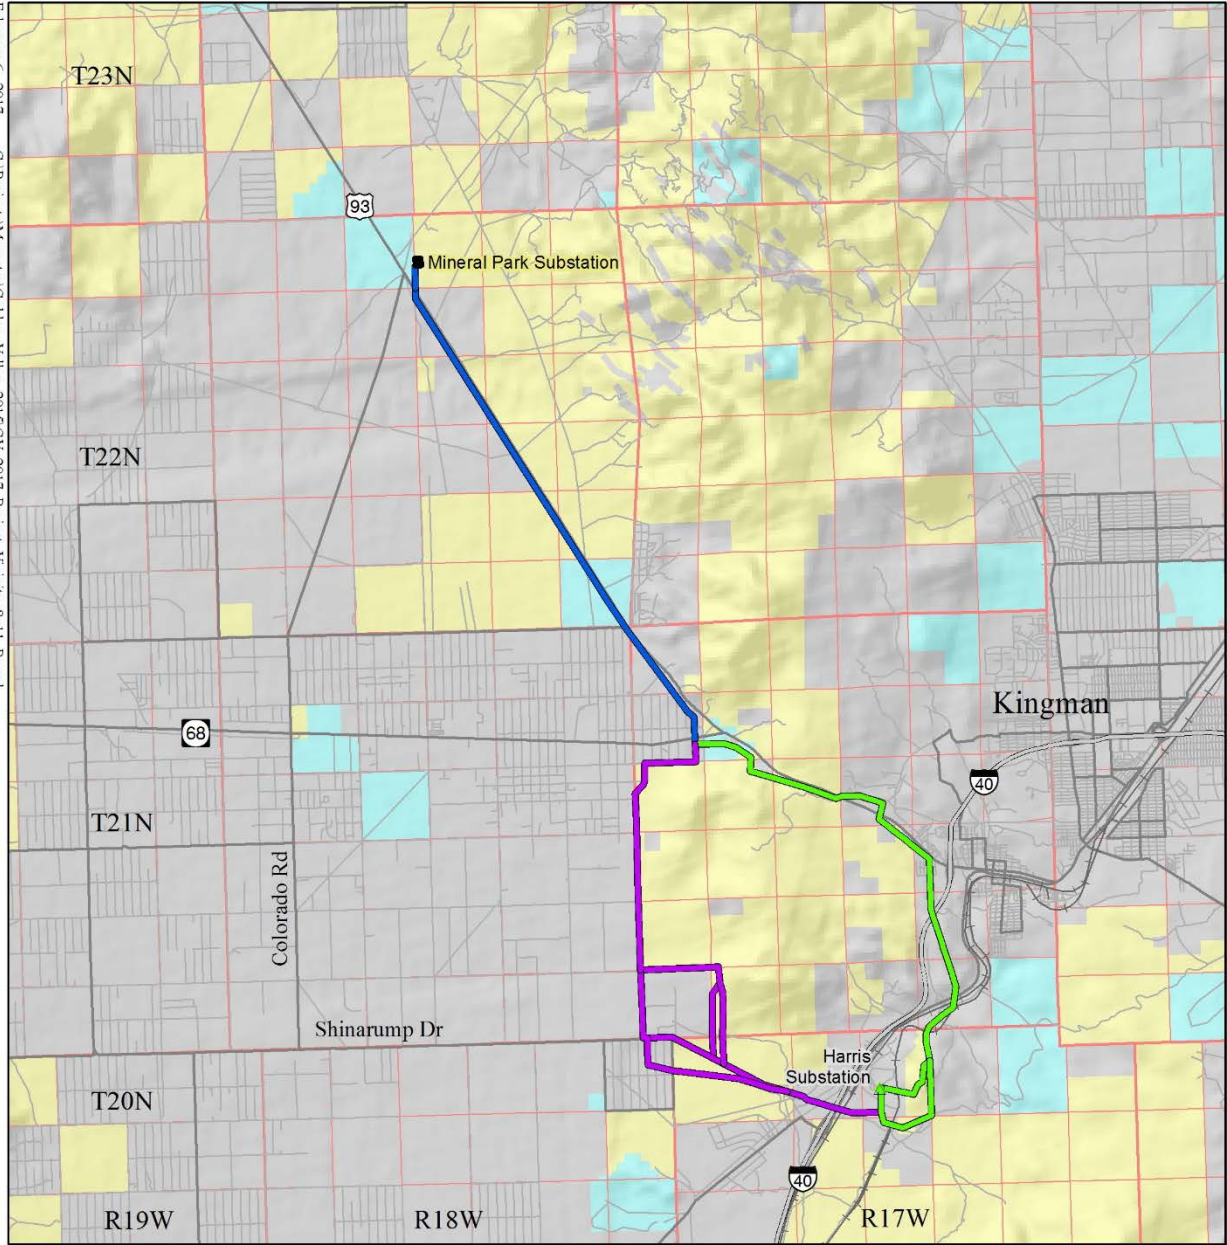 T23N
93
Mineral Park Substation
T22N
Kingman
68
40
T21N
Colorado Rd
Shinarump Dr
Harris
Substation
T20N
40
R19W
R18W
R17W